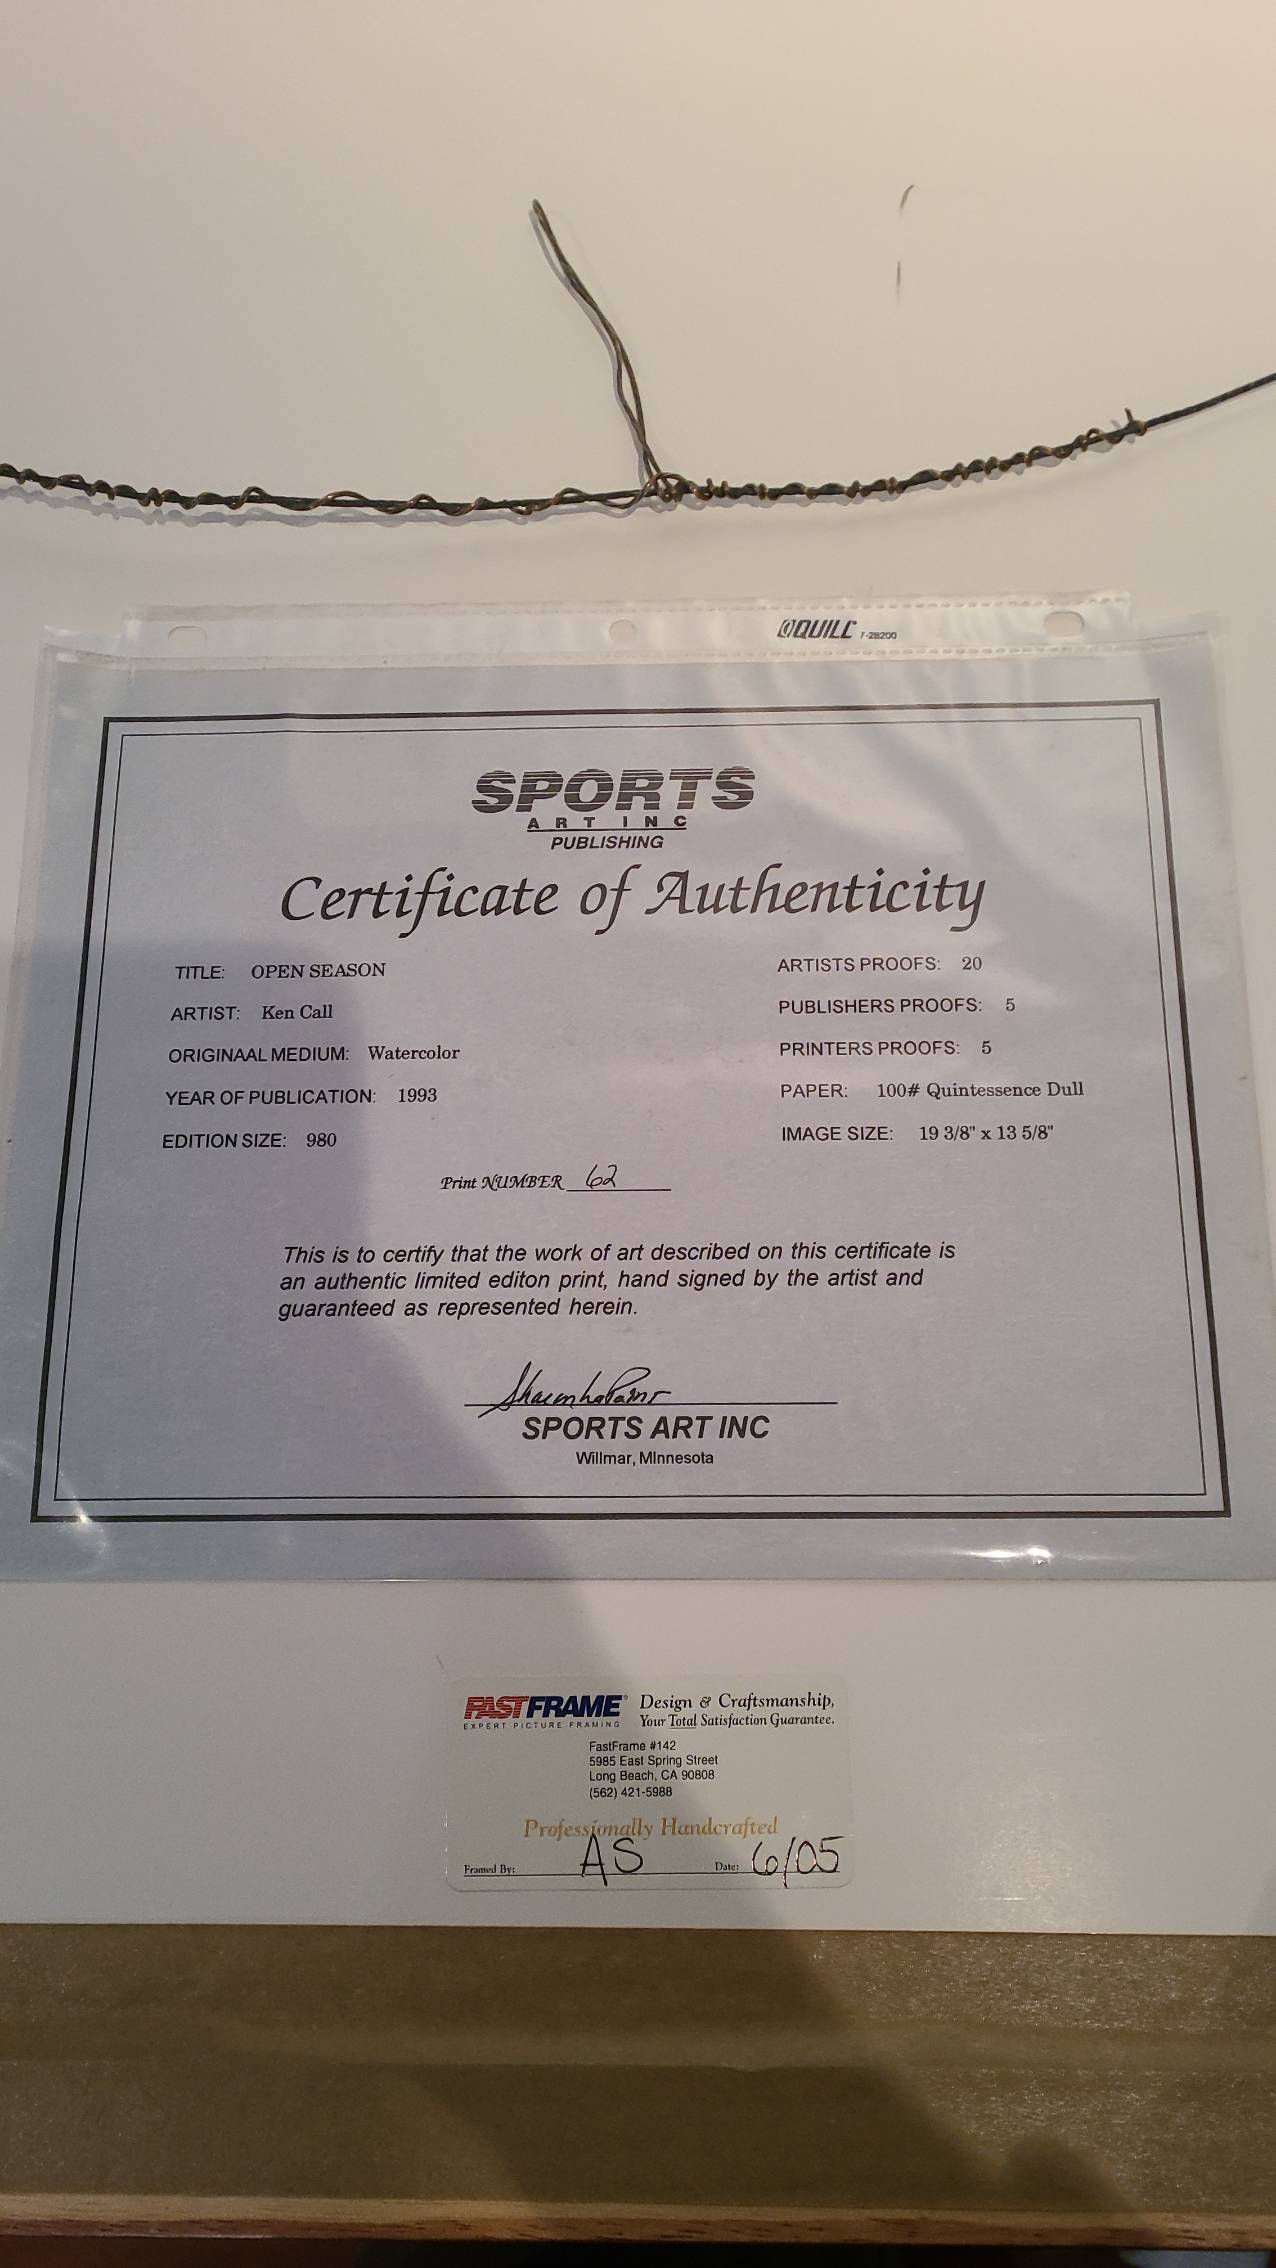 QUILL 7-28200
SPORTS
ART INC
PUBLISHING
Certificate of Authenticity
TITLE: OPEN SEASON
ARTIST: Ken Call
ORIGINAAL MEDIUM: Watercolor
YEAR OF PUBLICATION: 1993
EDITION SIZE: 980
ARTISTS PROOFS: 20
PUBLISHERS PROOFS: 5
PRINTERS PROOFS: 5
PAPER: 100# Quintessence Dull
IMAGE SIZE: 19 3/8" x 13 5/8"
Print NUMBER 62
This is to certify that the work of art described on this certificate is
an authentic limited editon print, hand signed by the artist and
guaranteed as represented herein.
SPORTS ART INC
Willmar, MInnesota
FASTFRAME
EXPERT PICTURE FRAMING
Design & Craftsmanship,
Your Total Satisfaction Guarantee.
FastFrame #142
5985 East Spring Street
Long Beach, CA 90808
(562) 421-5988
Professionally Handcrafted
Framed By: AS Date: 6/05